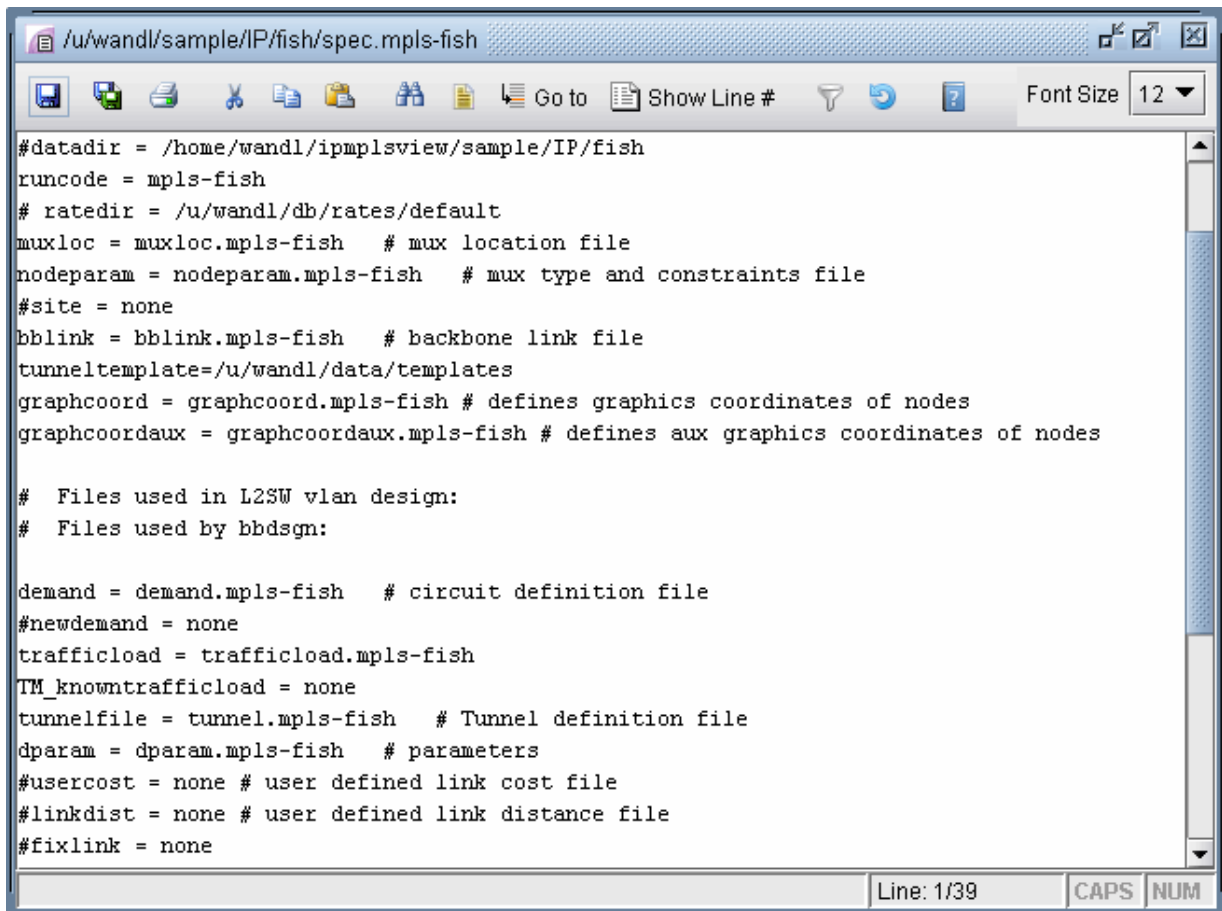 /u/wandl/sample/IP/fish/spec.mpls-fish
Go to Show Line # Font Size 12
#datadir = /home/wandl/ipmplsview/sample/IP/fish
runcode = mpls-fish
# ratedir = /u/wandl/db/rates/default
muxloc = muxloc.mpls-fish   # mux location file
nodeparam = nodeparam.mpls-fish   # mux type and constraints file
#site = none
bblink = bblink.mpls-fish   # backbone link file
tunneltemplate=/u/wandl/data/templates
graphcoord = graphcoord.mpls-fish # defines graphics coordinates of nodes
graphcoordaux = graphcoordaux.mpls-fish # defines aux graphics coordinates of nodes
#  Files used in L2SW vlan design:
#  Files used by bbdsgn:
demand = demand.mpls-fish   # circuit definition file
#newdemand = none
trafficload = trafficload.mpls-fish
TM_knowntrafficload = none
tunnelfile = tunnel.mpls-fish   # Tunnel definition file
dparam = dparam.mpls-fish   # parameters
#usercost = none # user defined link cost file
#linkdist = none # user defined link distance file
#fixlink = none
Line: 1/39 CAPS NUM